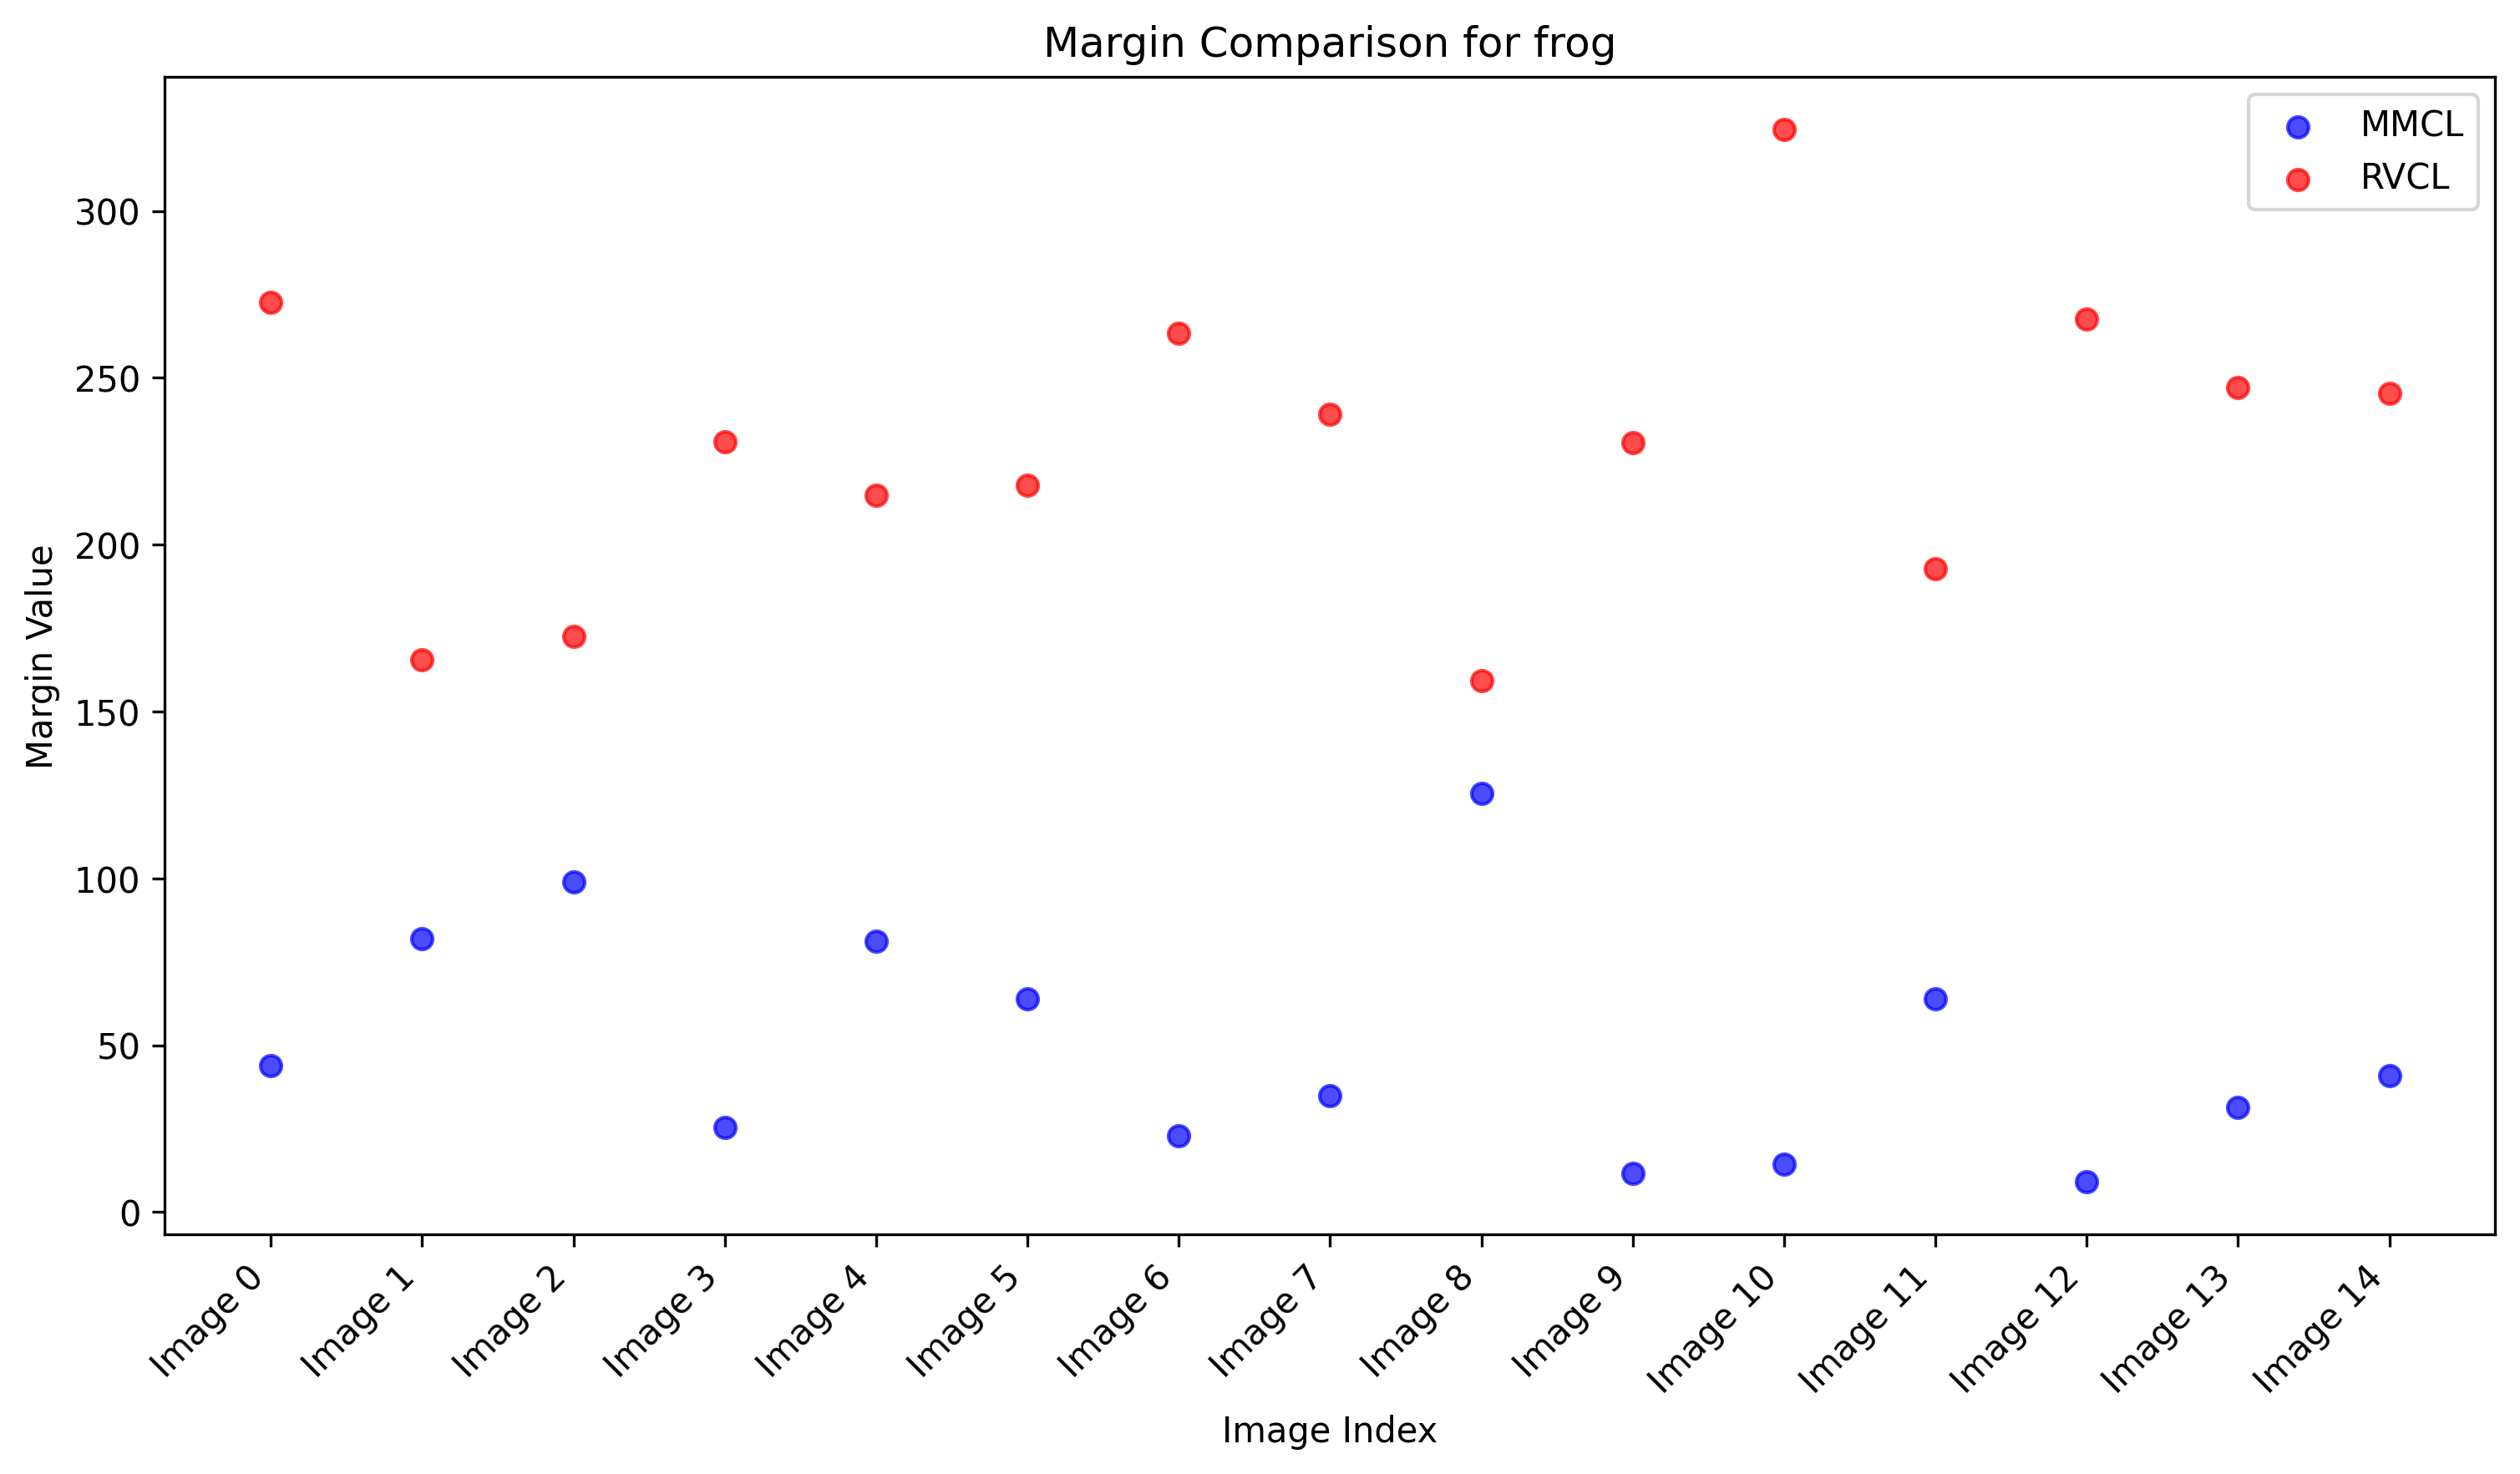 Margin Comparison for frog
MMCL
RVCL
Margin Value
300
250
200
150
100
50
0
Image 0
Image 1
Image 2
Image 3
Image 4
Image 5
Image 6
Image 7
Image 8
Image 9
Image 10
Image 11
Image 12
Image 13
Image 14
Image Index